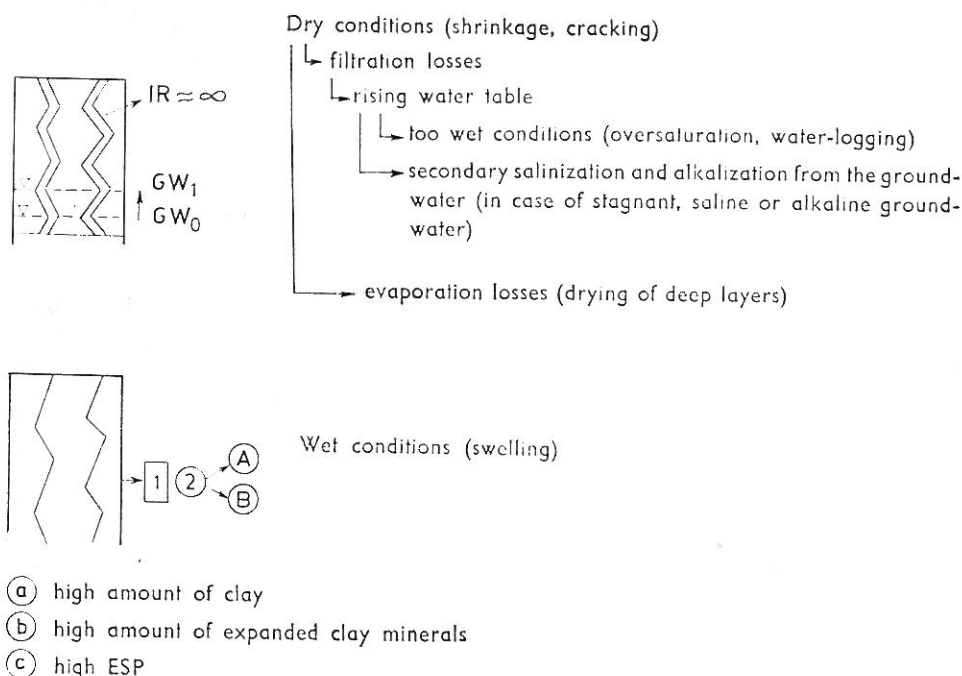 Dry conditions (shrinkage, cracking)
filtration losses
rising water table
too wet conditions (oversaturation, water-logging)
secondary salinization and alkalization from the ground-
water (in case of stagnant, saline or alkaline ground-
water)
evaporation losses (drying of deep layers)
IR ≈ ∞
GW₁
GW₀
Wet conditions (swelling)
1 2 A
B
a high amount of clay
b high amount of expanded clay minerals
c high ESP